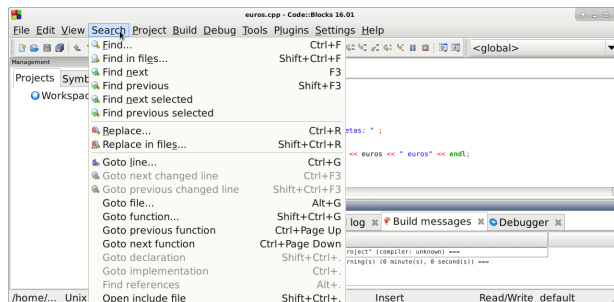 euros.cpp - Code::Blocks 16.01
File Edit View Search Project Build Debug Tools Plugins Settings Help
<global>
Management
Projects Symb
Workspac
Find... Ctrl+F
Find in files... Shift+Ctrl+F
Find next F3
Find previous Shift+F3
Find next selected
Find previous selected
Replace... Ctrl+R
Replace in files... Shift+Ctrl+R
Goto line... Ctrl+G
Goto next changed line Ctrl+F3
Goto previous changed line Shift+Ctrl+F3
Goto file... Alt+G
Goto function... Shift+Ctrl+G
Goto previous function Ctrl+Page Up
Goto next function Ctrl+Page Down
Goto declaration Shift+Ctrl+.
Goto implementation Ctrl+.
Find references Alt+.
Open include file Shift+Ctrl+.
etas: " ;
<< euros << " euros" << endl;
log Build messages Debugger
roject" (compiler: unknown) ===
rning(s) (0 minute(s), 0 second(s)) ===
/home/... Unix Insert Read/Write default